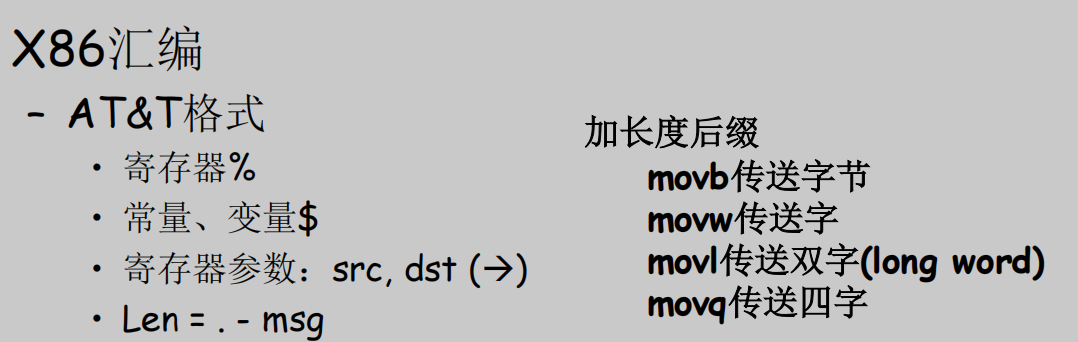 X86汇编
- AT&T格式
• 寄存器%
• 常量、变量$
• 寄存器参数：src, dst (→)
• Len = . - msg
加长度后缀
movb传送字节
movw传送字
movl传送双字(long word)
movq传送四字